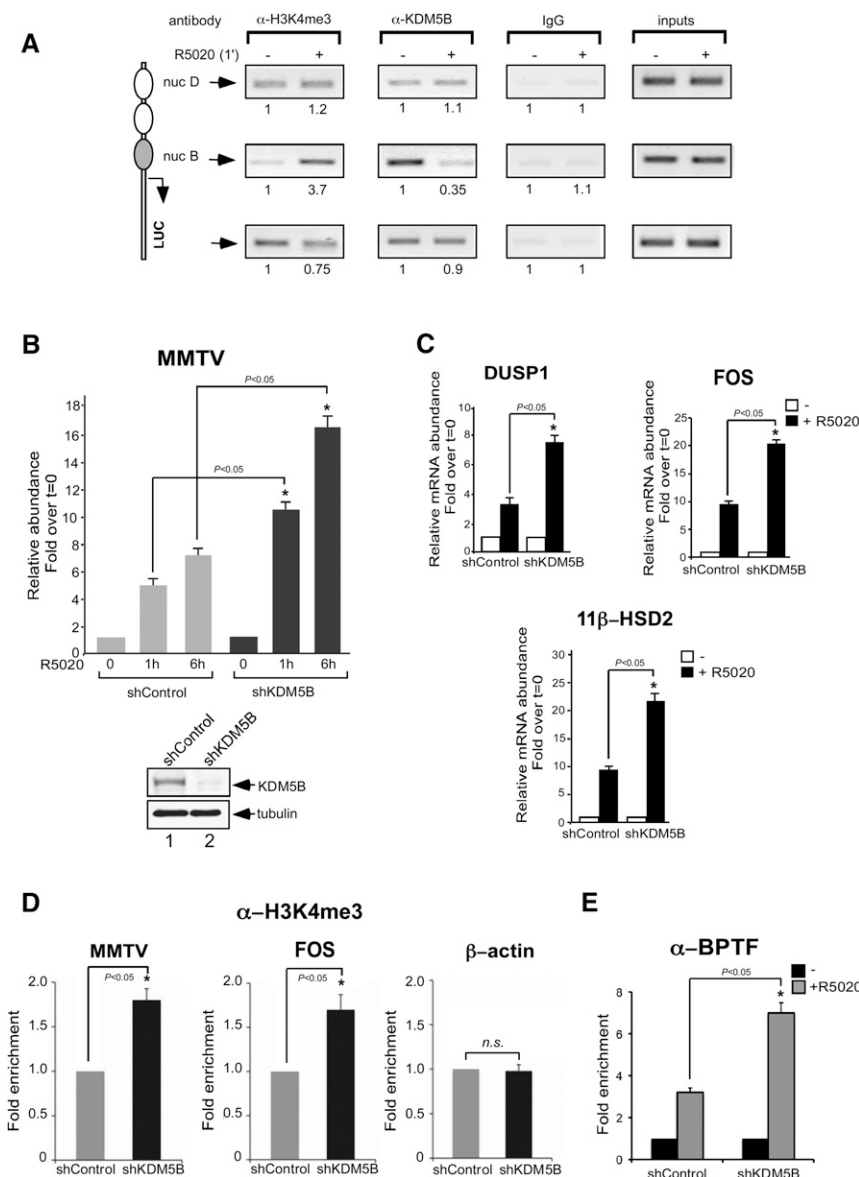 A
antibody α-H3K4me3 α-KDM5B IgG inputs
R5020 (1') - + - + - + - +
nuc D
1 1.2 1 1.1 1 1
nuc B
1 3.7 1 0.35 1 1.1
LUC
1 0.75 1 0.9 1 1
B
MMTV
Relative abundance
Fold over t=0
18
16
14
12
10
8
6
4
2
0
P<0.05
P<0.05
*
*
R5020 0 1h 6h 0 1h 6h
shControl shKDM5B
shControl
shKDM5B
KDM5B
tubulin
1 2
C
DUSP1
Relative mRNA abundance
Fold over t=0
10
8
6
4
2
0
P<0.05
*
shControl shKDM5B
FOS
-
+ R5020
Relative mRNA abundance
Fold over t=0
25
20
15
10
5
0
P<0.05
*
shControl shKDM5B
11β–HSD2
-
+ R5020
Relative mRNA abundance
Fold over t=0
30
25
20
15
10
5
0
P<0.05
*
shControl shKDM5B
D
α–H3K4me3
MMTV
Fold enrichment
2.0
1.5
1.0
0.5
0
P<0.05
*
shControl shKDM5B
FOS
Fold enrichment
2.0
1.5
1.0
0.5
0
P<0.05
*
shControl shKDM5B
β–actin
Fold enrichment
2.0
1.5
1.0
0.5
0
n.s.
shControl shKDM5B
E
α–BPTF
-
+R5020
Fold enrichment
8
6
4
2
0
P<0.05
*
shControl shKDM5B